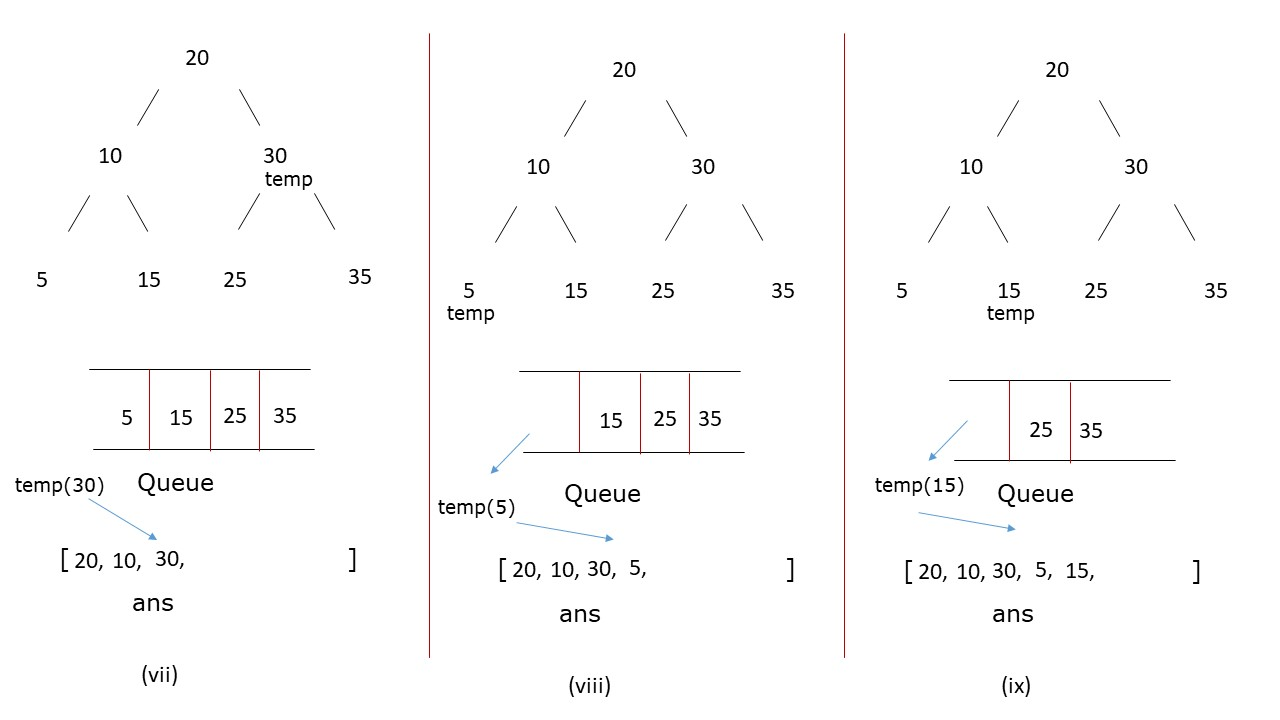 20
10 30
temp
5 15 25 35
5 15 25 35
temp(30) Queue
[ 20, 10, 30, ]
ans
(vii)
20
10 30
5 15 25 35
temp
15 25 35
Queue
temp(5)
[ 20, 10, 30, 5, ]
ans
(viii)
20
10 30
5 15 25 35
temp
25 35
temp(15) Queue
[ 20, 10, 30, 5, 15, ]
ans
(ix)